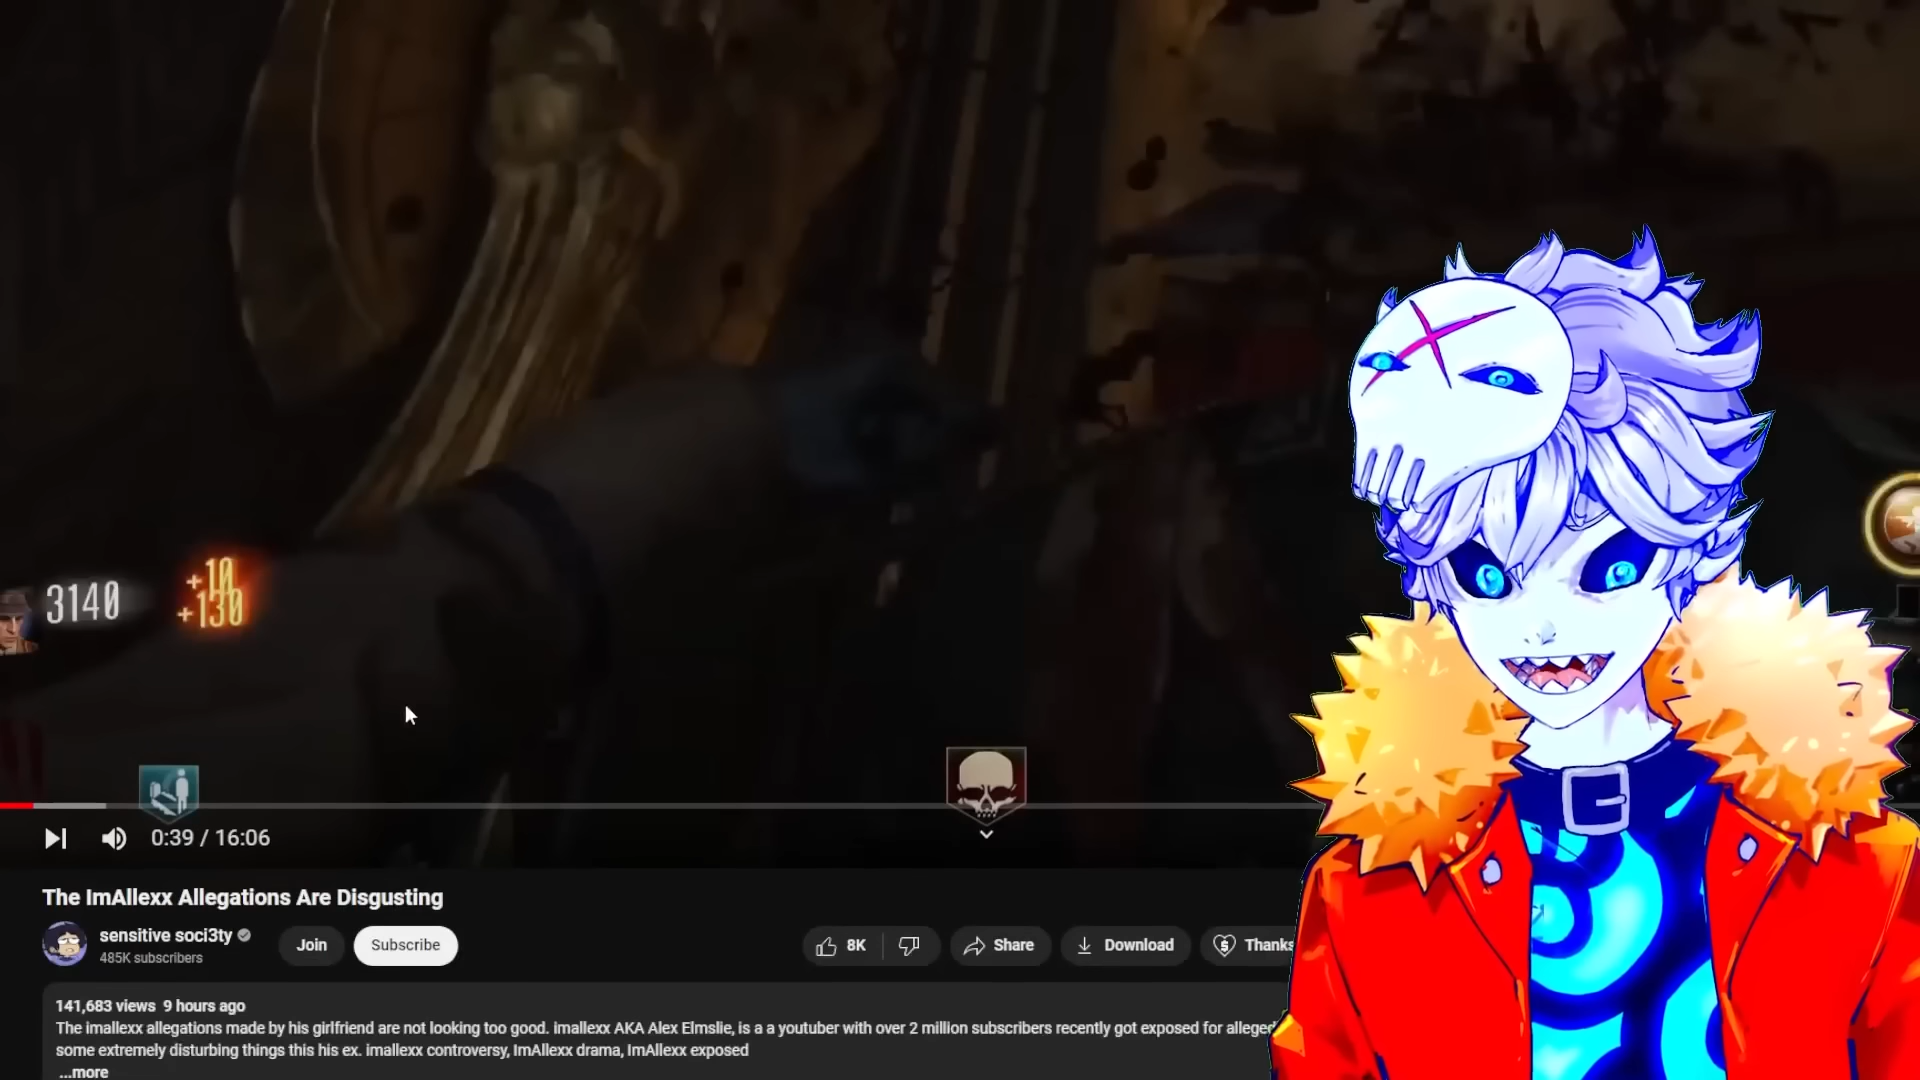 +10
3140 +130
0:39 / 16:06
The ImAllexx Allegations Are Disgusting
sensitive soci3ty
485K subscribers
Join
Subscribe
8K
Share
Download
Thanks
141,683 views 9 hours ago
The imallexx allegations made by his girlfriend are not looking too good. imallexx AKA Alex Elmslie, is a a youtuber with over 2 million subscribers recently got exposed for alleged
some extremely disturbing things this his ex. imallexx controversy, ImAllexx drama, ImAllexx exposed
...more